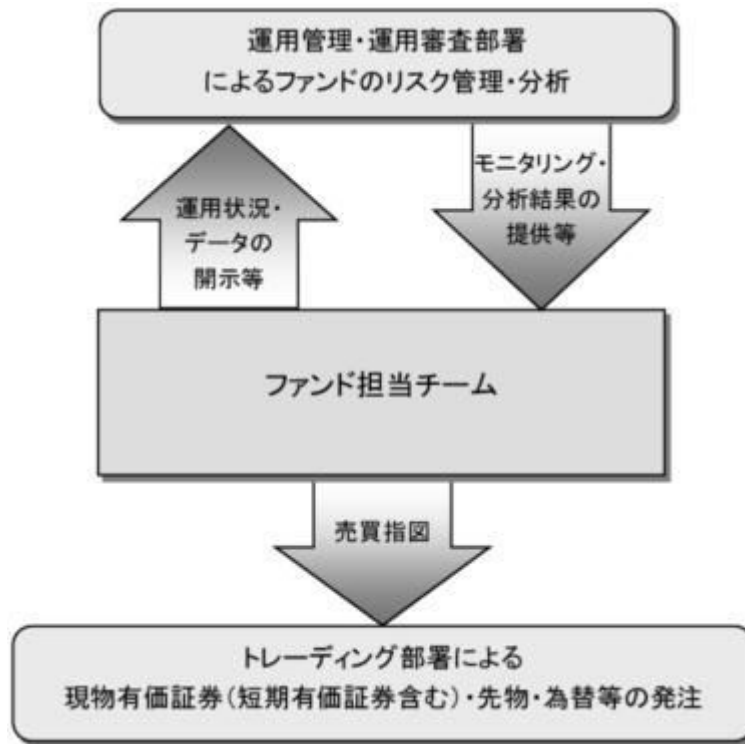 運用管理・運用審査部署
によるファンドのリスク管理・分析
運用状況・
データの
開示等
モニタリング・
分析結果の
提供等
ファンド担当チーム
売買指図
トレーディング部署による
現物有価証券(短期有価証券含む)・先物・為替等の発注